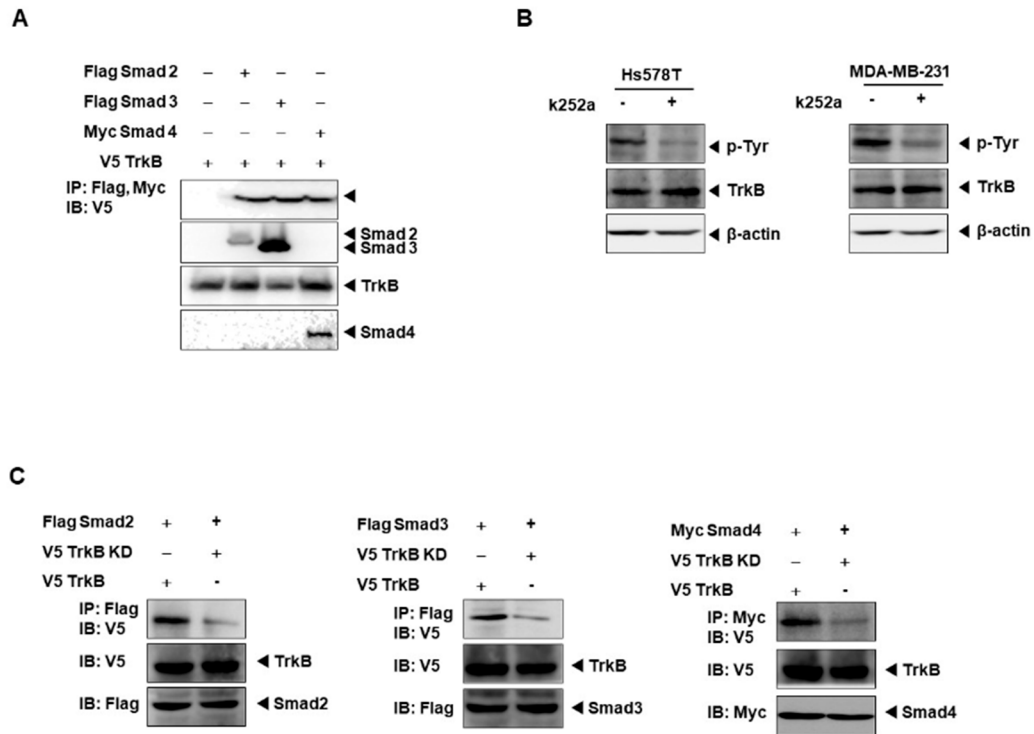 A
Flag Smad 2 – + – –
Flag Smad 3 – – + –
Myc Smad 4 – – – +
V5 TrkB + + + +
IP: Flag, Myc
IB: V5
◄
◄ Smad 2
◄ Smad 3
◄ TrkB
◄ Smad4
B
Hs578T
k252a - +
◄ p-Tyr
◄ TrkB
◄ β-actin
MDA-MB-231
k252a - +
◄ p-Tyr
◄ TrkB
◄ β-actin
C
Flag Smad2 + +
V5 TrkB KD – +
V5 TrkB + -
IP: Flag
IB: V5
IB: V5 ◄ TrkB
IB: Flag ◄ Smad2
Flag Smad3 + +
V5 TrkB KD – +
V5 TrkB + -
IP: Flag
IB: V5
IB: V5 ◄ TrkB
IB: Flag ◄ Smad3
Myc Smad4 + +
V5 TrkB KD – +
V5 TrkB + -
IP: Myc
IB: V5
IB: V5 ◄ TrkB
IB: Myc ◄ Smad4